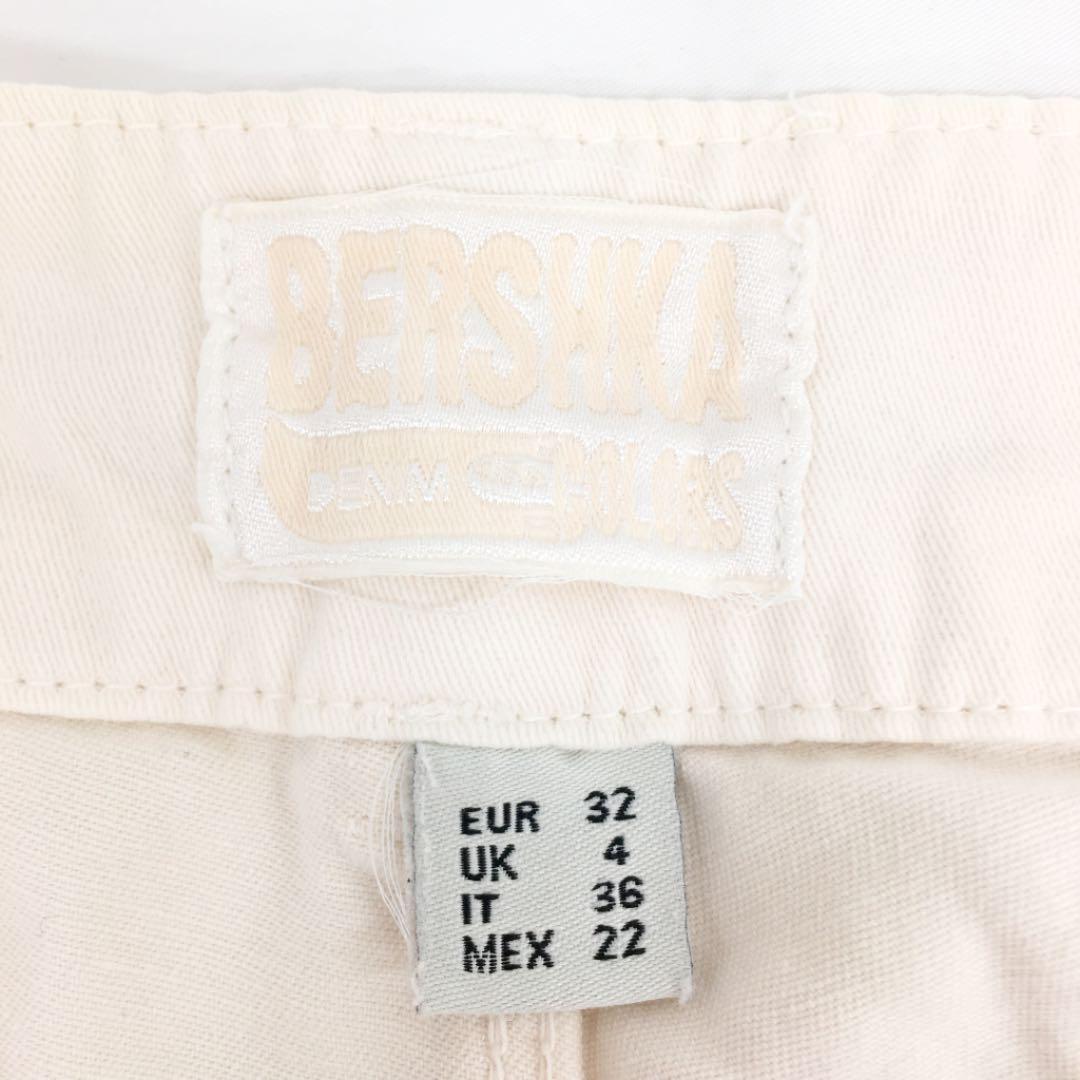 BERSHKA
DENIM COLORS
EUR 32
UK 4
IT 36
MEX 22